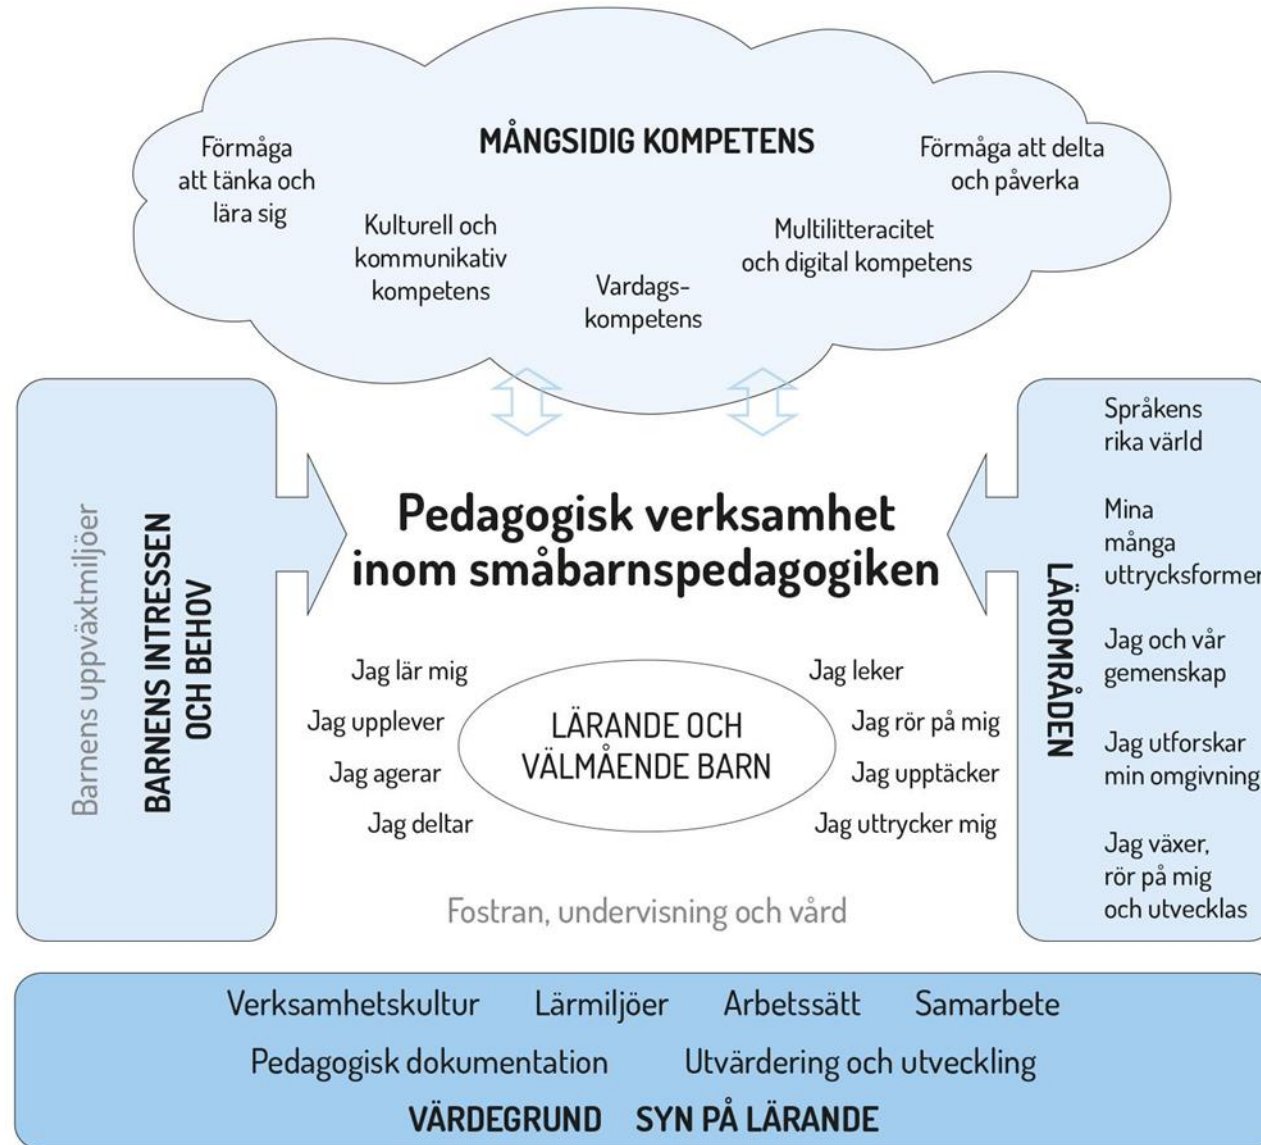 MÅNGSIDIG KOMPETENS
Förmåga
att tänka och
lära sig
Kulturell och
kommunikativ
kompetens
Vardags-
kompetens
Multilitteracitet
och digital kompetens
Förmåga att delta
och påverka
Barnens uppväxtmiljöer
BARNENS INTRESSEN
OCH BEHOV
Pedagogisk verksamhet
inom småbarnspedagogiken
Jag lär mig
Jag upplever
Jag agerar
Jag deltar
LÄRANDE OCH
VÄLMÅENDE BARN
Jag leker
Jag rör på mig
Jag upptäcker
Jag uttrycker mig
Fostran, undervisning och vård
LÄROMRÅDEN
Språkens
rika värld
Mina
många
uttrycksformer
Jag och vår
gemenskap
Jag utforskar
min omgivning
Jag växer,
rör på mig
och utvecklas
Verksamhetskultur Lärmiljöer Arbetssätt Samarbete
Pedagogisk dokumentation Utvärdering och utveckling
VÄRDEGRUND SYN PÅ LÄRANDE